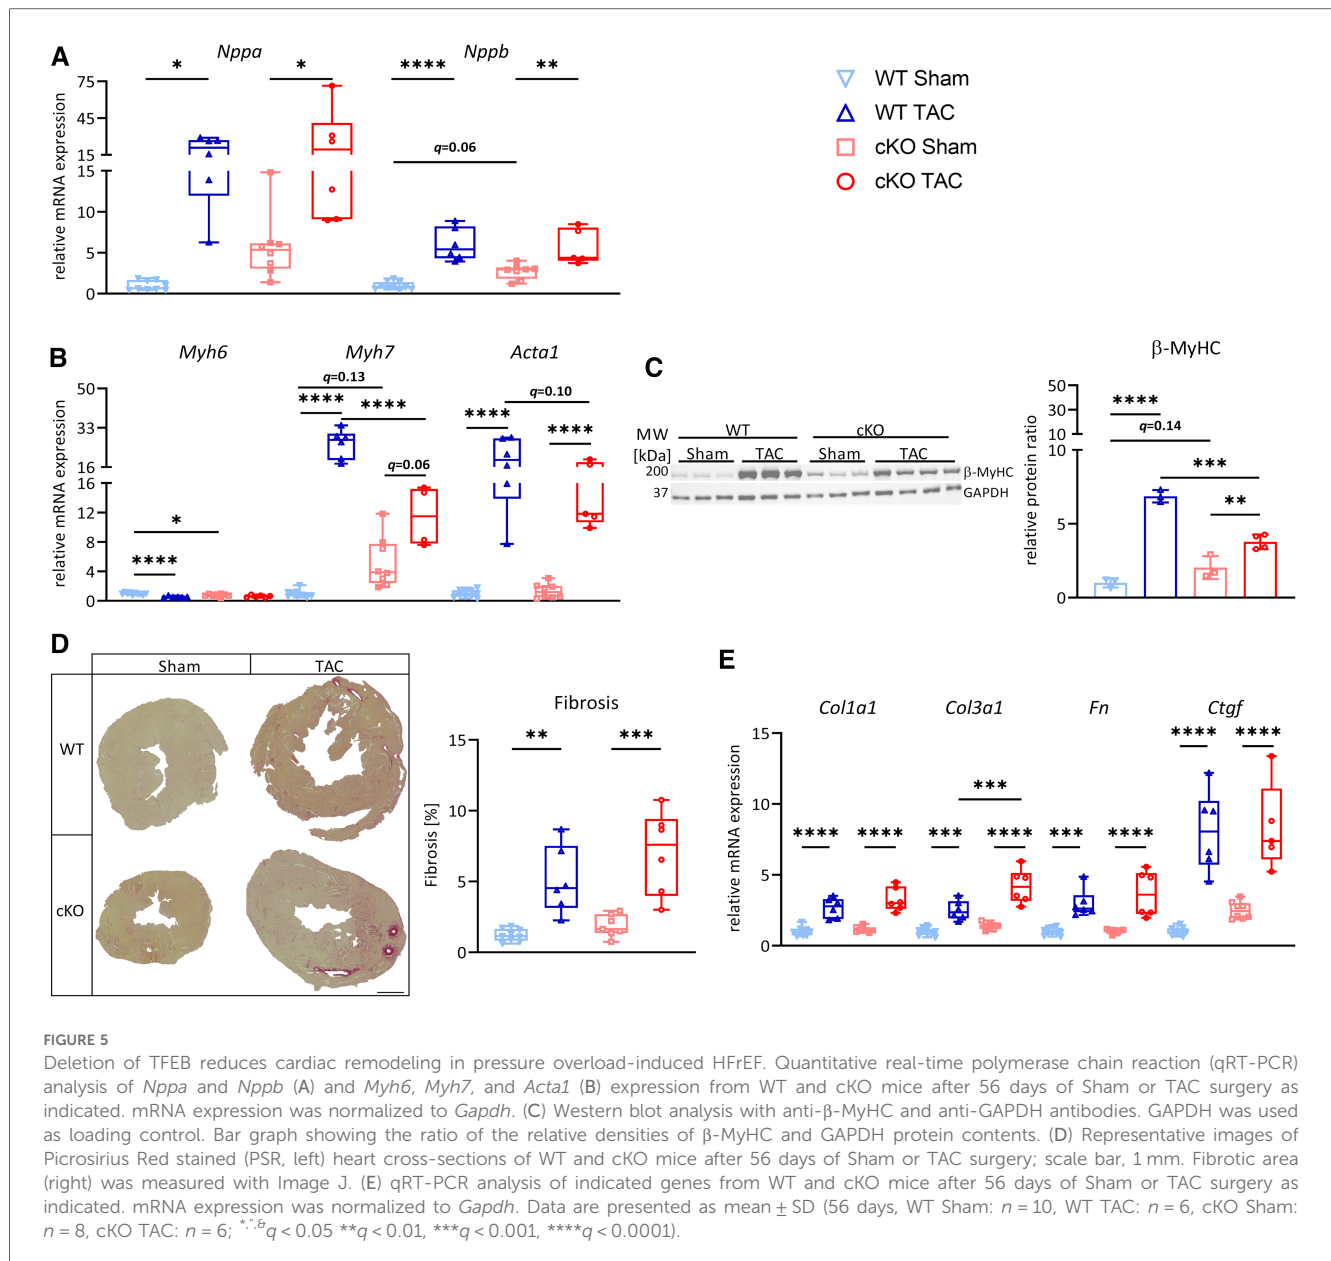 A
Nppa
Nppb
* * **** **
q=0.06
75
45
15
15
10
5
0
relative mRNA expression
WT Sham
WT TAC
cKO Sham
cKO TAC
B
Myh6
Myh7
Acta1
q=0.13
q=0.10
**** **** **** ****
q=0.06
*
****
50
33
16
16
12
8
4
0
relative mRNA expression
C
MW
[kDa]
WT
cKO
Sham
TAC
Sham
TAC
200
β-MyHC
37
GAPDH
β-MyHC
50
30
10
10
5
0
relative protein ratio
****
q=0.14
***
**
D
Sham
TAC
WT
cKO
Fibrosis
15
10
5
0
Fibrosis [%]
** ***
E
Col1a1
Col3a1
Fn
Ctgf
**** ****
***
**** **** *** **** *** ****
15
10
5
0
relative mRNA expression
FIGURE 5
Deletion of TFEB reduces cardiac remodeling in pressure overload-induced HFrEF. Quantitative real-time polymerase chain reaction (qRT-PCR)
analysis of Nppa and Nppb (A) and Myh6, Myh7, and Acta1 (B) expression from WT and cKO mice after 56 days of Sham or TAC surgery as
indicated. mRNA expression was normalized to Gapdh. (C) Western blot analysis with anti-β-MyHC and anti-GAPDH antibodies. GAPDH was used
as loading control. Bar graph showing the ratio of the relative densities of β-MyHC and GAPDH protein contents. (D) Representative images of
Picrosirius Red stained (PSR, left) heart cross-sections of WT and cKO mice after 56 days of Sham or TAC surgery; scale bar, 1 mm. Fibrotic area
(right) was measured with Image J. (E) qRT-PCR analysis of indicated genes from WT and cKO mice after 56 days of Sham or TAC surgery as
indicated. mRNA expression was normalized to Gapdh. Data are presented as mean ± SD (56 days, WT Sham: n = 10, WT TAC: n = 6, cKO Sham:
n = 8, cKO TAC: n = 6; *,^,&q < 0.05 **q < 0.01, ***q < 0.001, ****q < 0.0001).